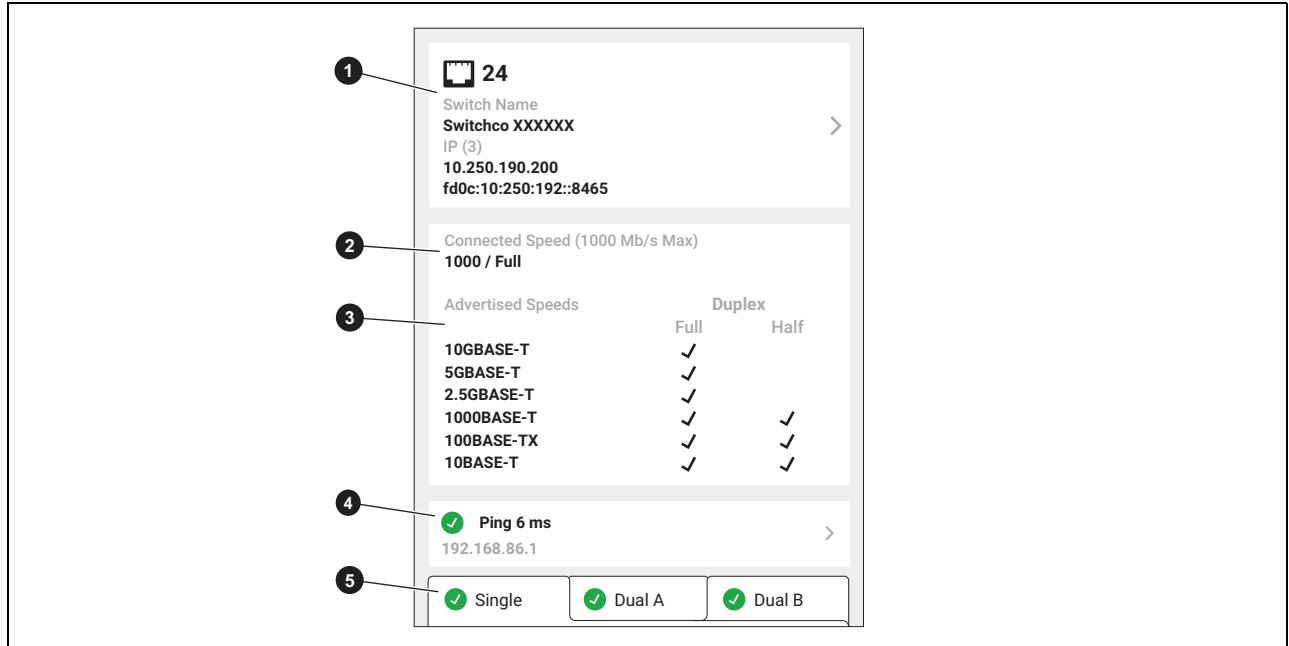 1
24
Switch Name
Switchco XXXXXX
IP (3)
10.250.190.200
fd0c:10:250:192::8465
2
Connected Speed (1000 Mb/s Max)
1000 / Full
3
Advertised Speeds Duplex
Full Half
10GBASE-T
5GBASE-T
2.5GBASE-T
1000BASE-T
100BASE-TX
10BASE-T
4
Ping 6 ms
192.168.86.1
5
Single Dual A Dual B